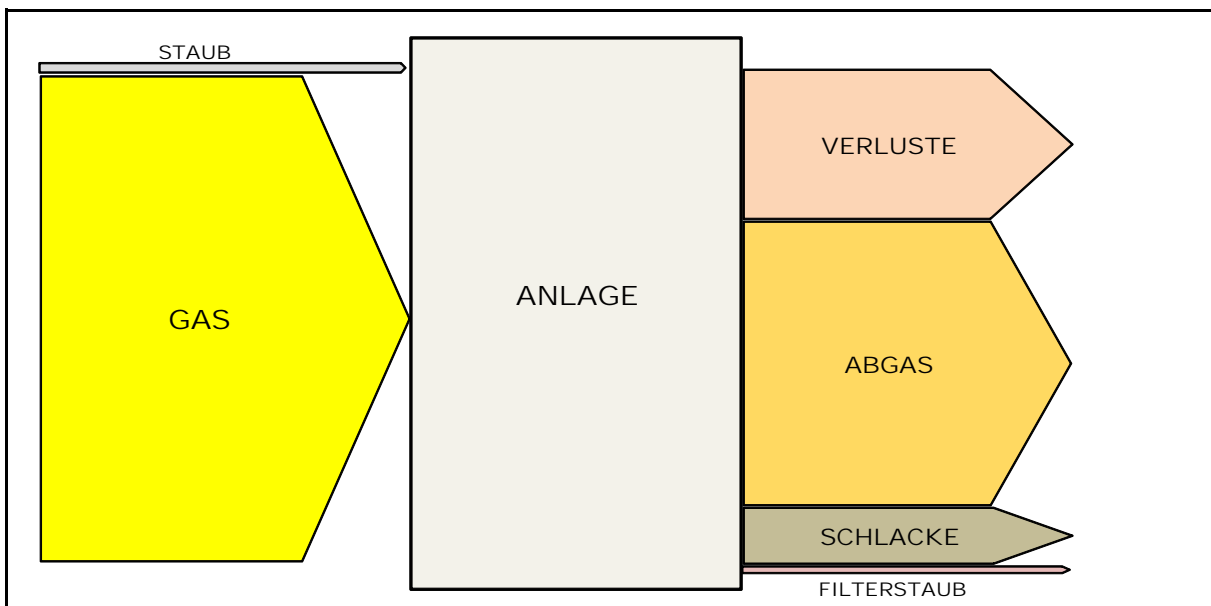 STAUB
GAS
ANLAGE
VERLUSTE
ABGAS
SCHLACKE
FILTERSTAUB